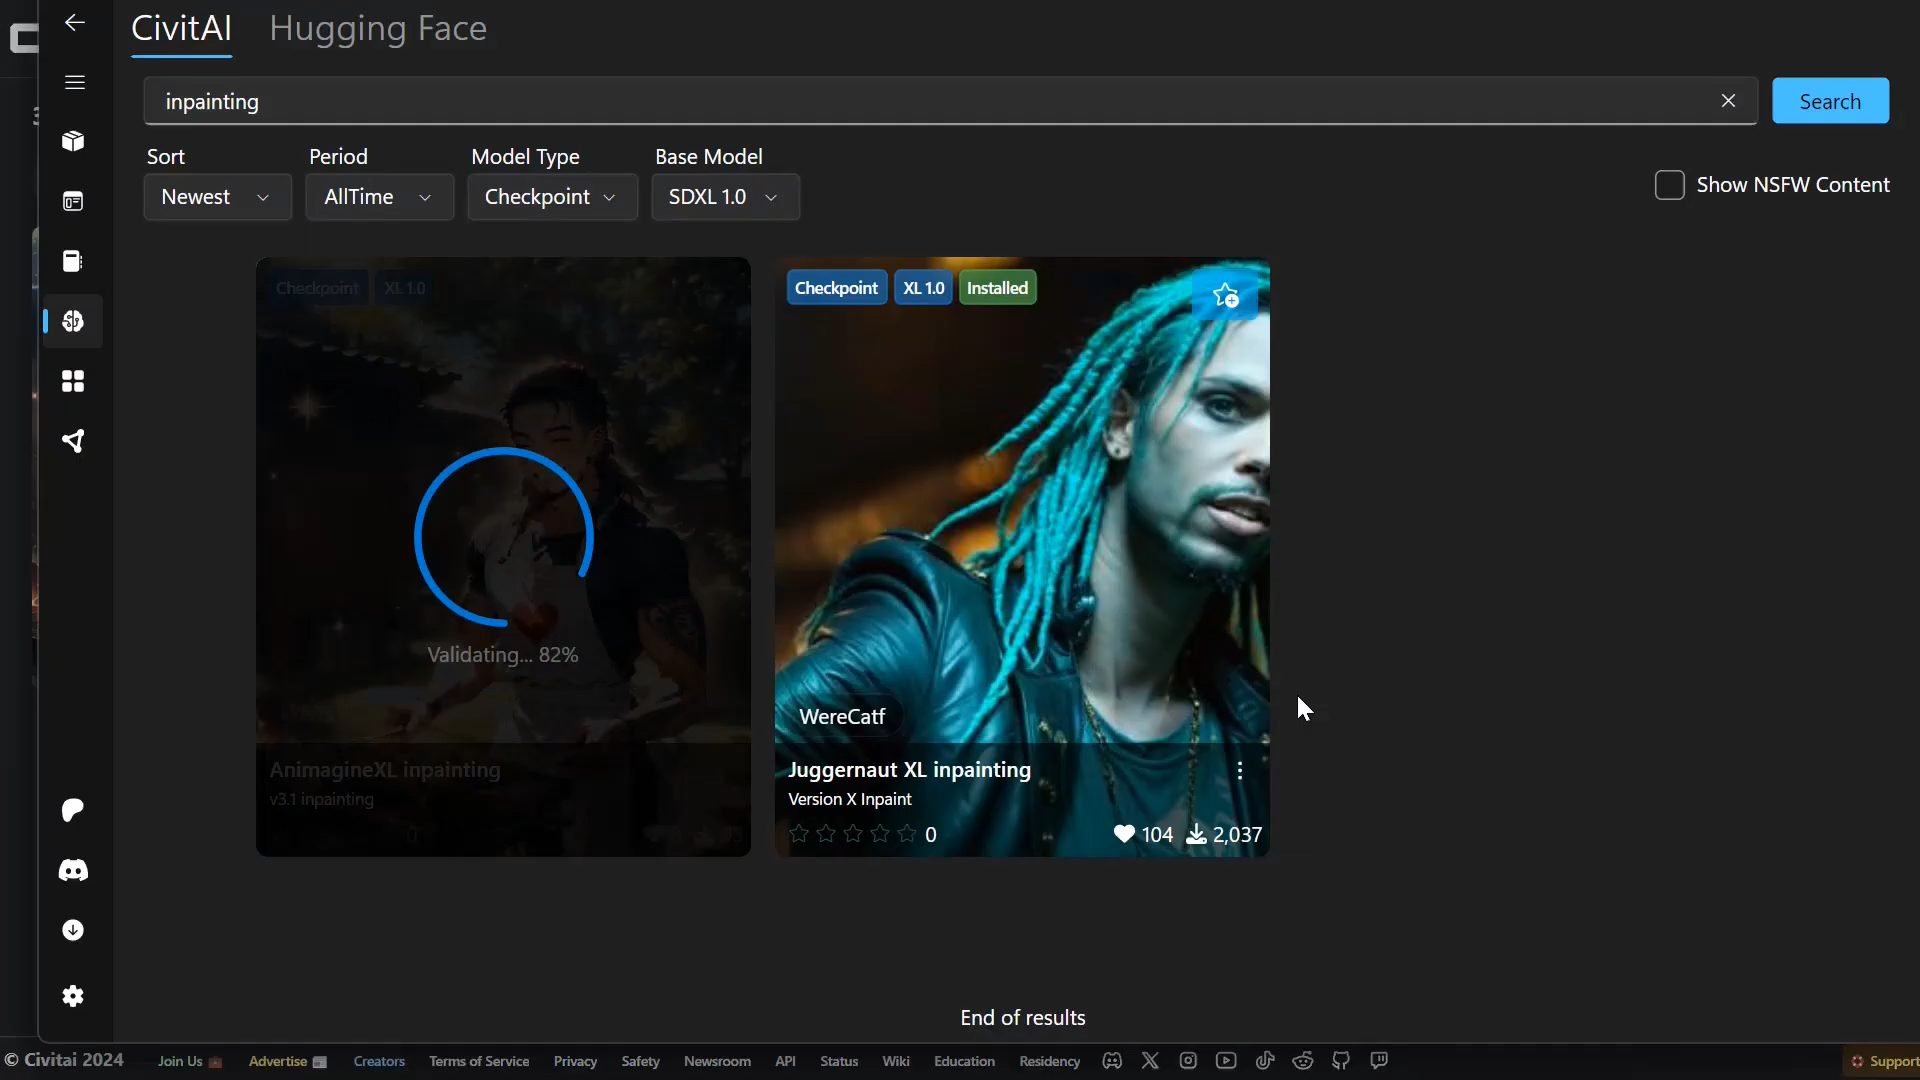 CivitAI Hugging Face
inpainting
Search
Sort Period Model Type Base Model
Newest AllTime Checkpoint SDXL 1.0
Show NSFW Content
Checkpoint XL 1.0
Validating... 82%
AnimagineXL inpainting
v3.1 inpainting
0
Checkpoint XL 1.0 Installed
WereCatf
Juggernaut XL inpainting
Version X Inpaint
0 104 2,037
End of results
© Civitai 2024 Join Us Advertise Creators Terms of Service Privacy Safety Newsroom API Status Wiki Education Residency Support